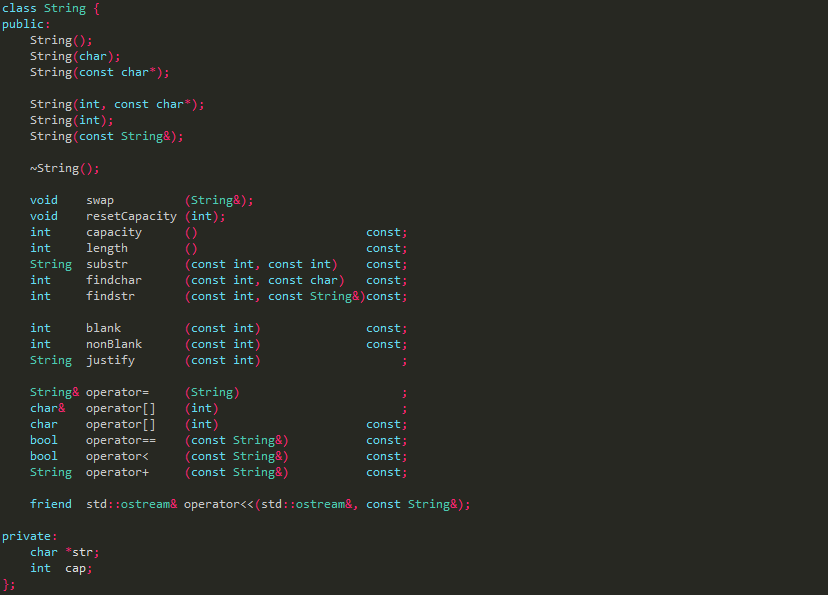 class String {
public:
    String();
    String(char);
    String(const char*);

    String(int, const char*);
    String(int);
    String(const String&);

    ~String();

    void    swap          (String&);
    void    resetCapacity (int);
    int     capacity      ()                        const;
    int     length        ()                        const;
    String  substr        (const int, const int)    const;
    int     findchar      (const int, const char)   const;
    int     findstr       (const int, const String&)const;

    int     blank         (const int)               const;
    int     nonBlank      (const int)               const;
    String  justify       (const int)                    ;

    String& operator=     (String)                       ;
    char&   operator[]    (int)                          ;
    char    operator[]    (int)                     const;
    bool    operator==    (const String&)           const;
    bool    operator<     (const String&)           const;
    String  operator+     (const String&)           const;

    friend  std::ostream& operator<<(std::ostream&, const String&);

private:
    char *str;
    int  cap;
};